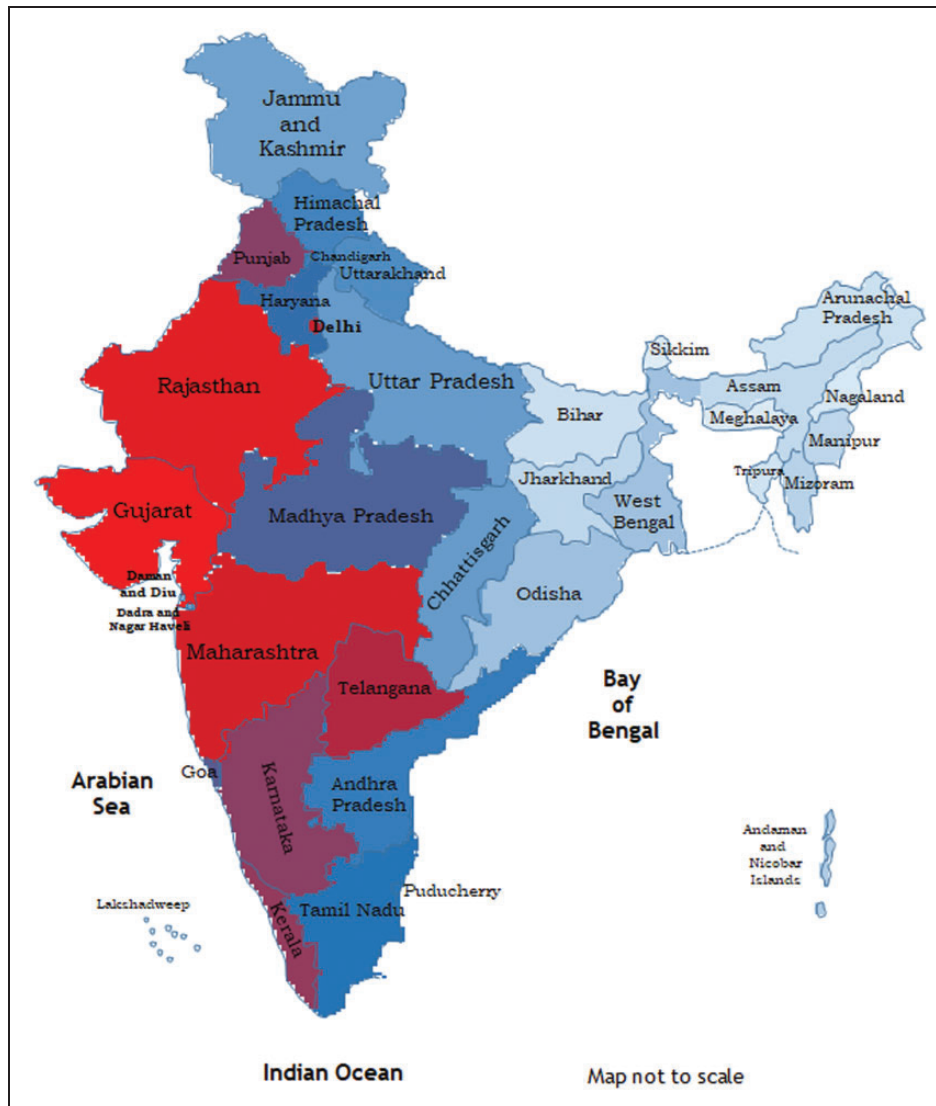 Jammu
and
Kashmir
Himachal
Pradesh
Punjab
Chandigarh
Uttarakhand
Haryana
Delhi
Arunachal
Pradesh
Sikkim
Rajasthan
Uttar Pradesh
Assam
Nagaland
Bihar
Meghalaya
Manipur
Tripura
Jharkhand
Mizoram
Gujarat
Madhya Pradesh
West
Bengal
Chhattisgarh
Odisha
Daman
and Diu
Dadra and
Nagar Haveli
Maharashtra
Telangana
Bay
of
Bengal
Goa
Arabian
Sea
Karnataka
Andhra
Pradesh
Andaman
and
Nicobar
Islands
Puducherry
Lakshadweep
Kerala
Tamil Nadu
Indian Ocean
Map not to scale